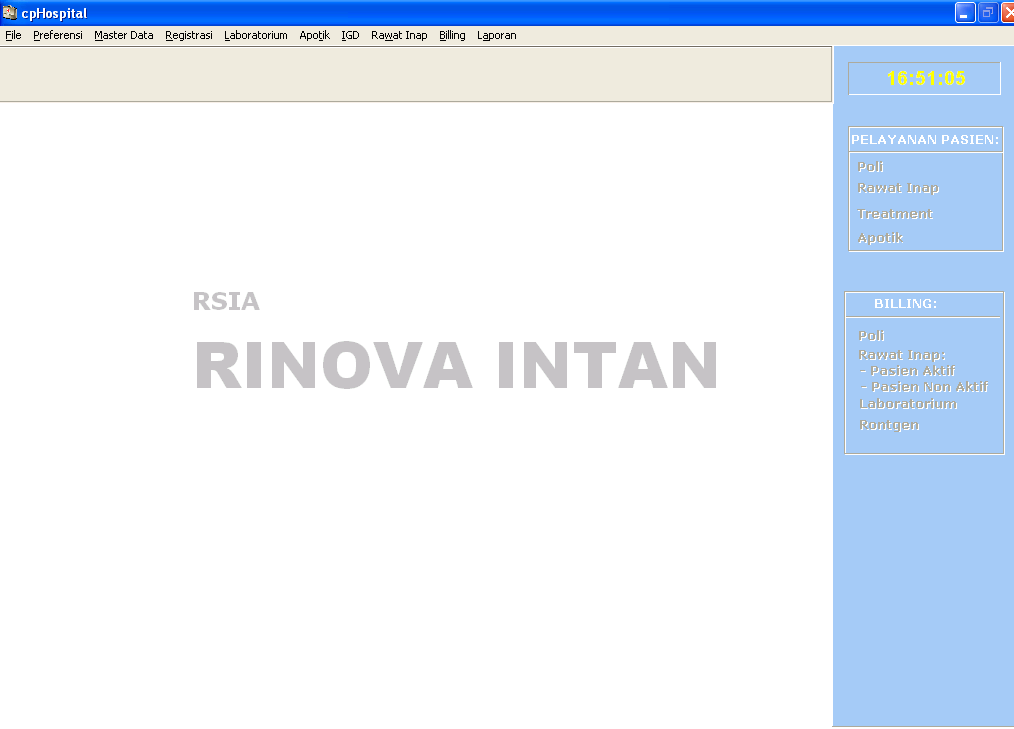 cpHospital
File Preferensi Master Data Registrasi Laboratorium Apotik IGD Rawat Inap Billing Laporan
16:51:05
PELAYANAN PASIEN:
Poli
Rawat Inap
Treatment
Apotik
RSIA
RINOVA INTAN
BILLING:
Poli
Rawat Inap:
- Pasien Aktif
- Pasien Non Aktif
Laboratorium
Rontgen